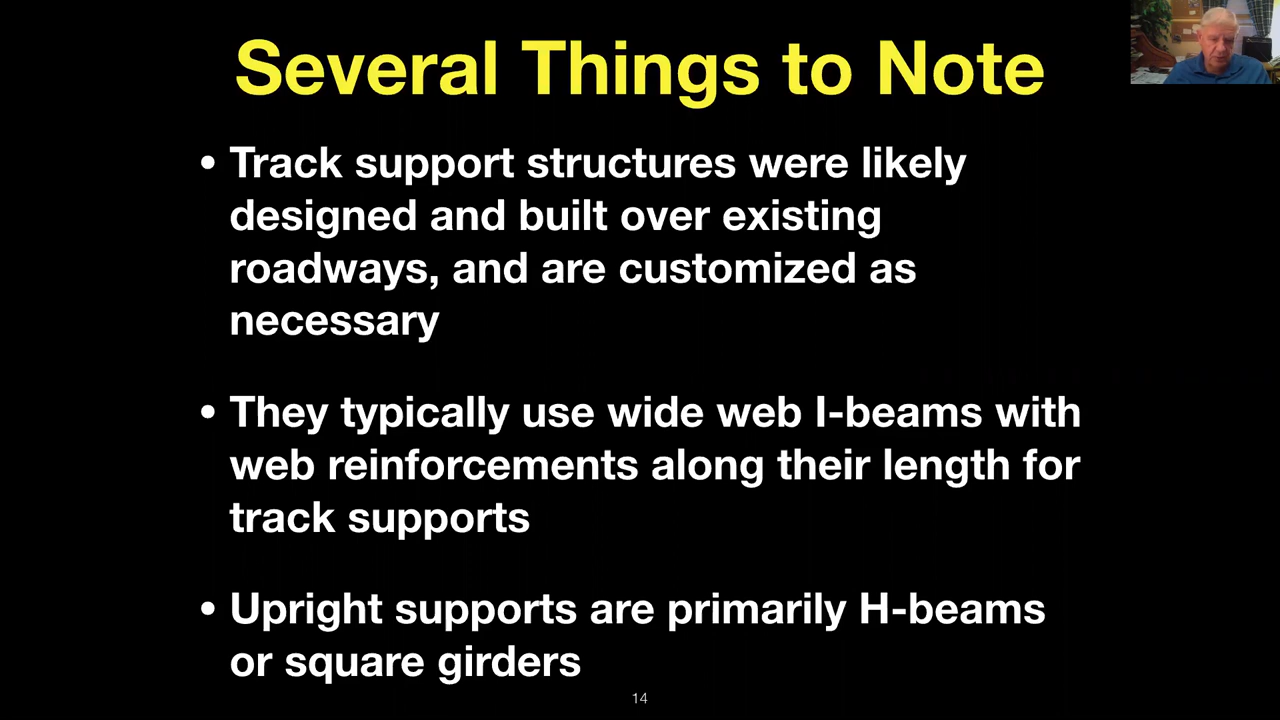 Several Things to Note
• Track support structures were likely
designed and built over existing
roadways, and are customized as
necessary
• They typically use wide web I-beams with
web reinforcements along their length for
track supports
• Upright supports are primarily H-beams
or square girders
14